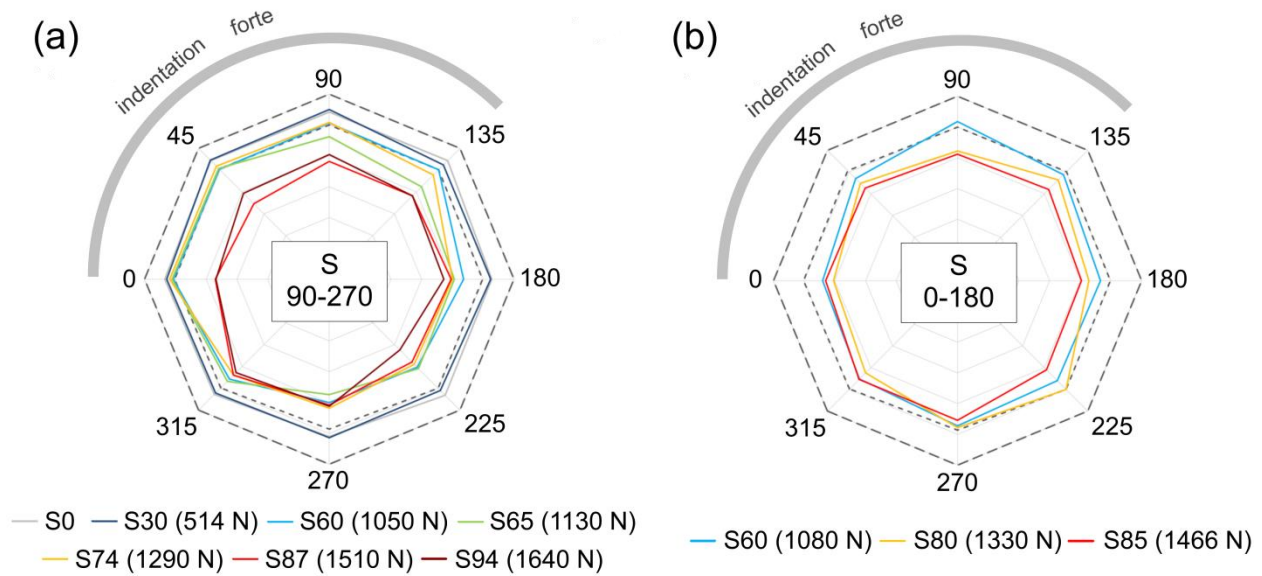 (a)
indentation forte
90
45
135
0
S
90-270
180
315
225
270
S0 S30 (514 N) S60 (1050 N) S65 (1130 N)
S74 (1290 N) S87 (1510 N) S94 (1640 N)
(b)
indentation forte
90
45
135
0
S
0-180
180
315
225
270
S60 (1080 N) S80 (1330 N) S85 (1466 N)